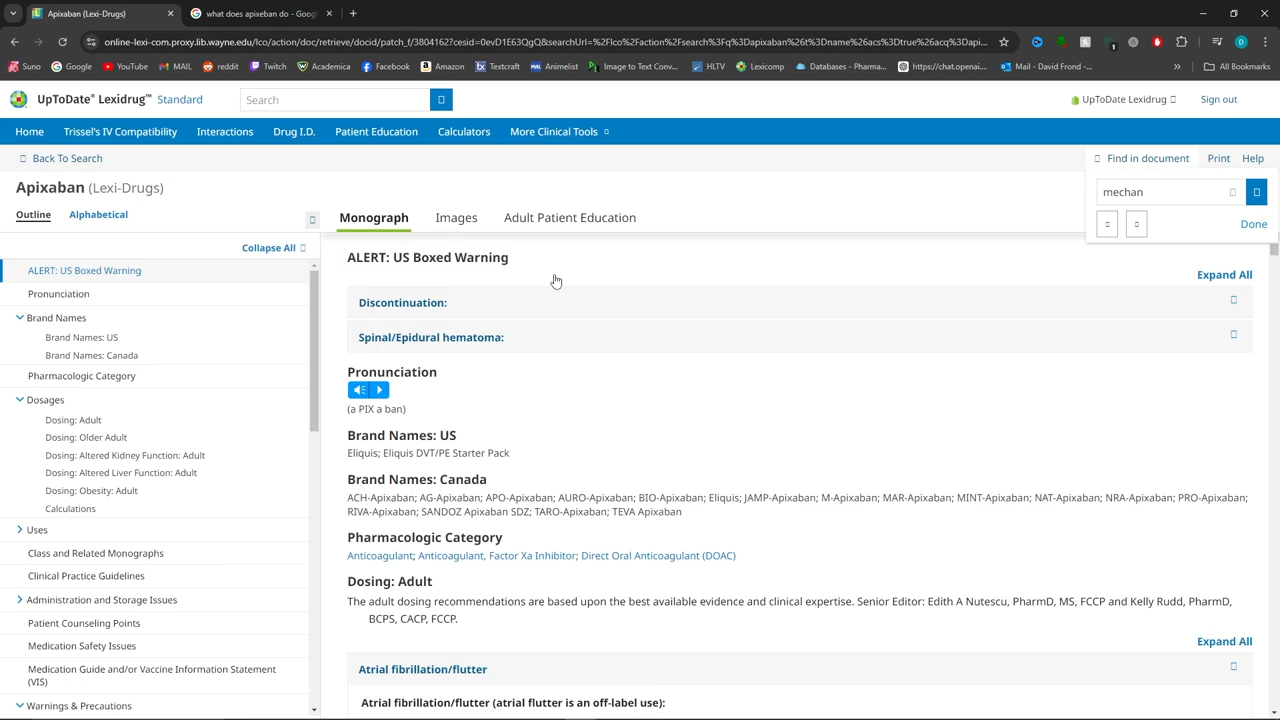 Apixaban (Lexi-Drugs)
what does apixeban do - Google
online-lexi-com.proxy.lib.wayne.edu/lco/action/doc/retrieve/docid/patch_f/3804162?cesid=0evD1E63QgQ&searchUrl=%2Flco%2Faction%2Fsearch%3Fq%3Dapixaban%26t%3Dname%26acs%3Dtrue%26acq%3Dapi...
Suno Google YouTube MAIL reddit Twitch Academica Facebook Amazon Textcraft Animelist Image to Text Conv... HLTV Lexicomp Databases - Pharma... https://chat.openai.... Mail - David Frond -... » All Bookmarks
UpToDate® Lexidrug™ Standard Search UpToDate Lexidrug Sign out
Home Trissel's IV Compatibility Interactions Drug I.D. Patient Education Calculators More Clinical Tools
Back To Search Find in document Print Help
Apixaban (Lexi-Drugs)
mechan
Done
Outline Alphabetical
Monograph Images Adult Patient Education
Collapse All
ALERT: US Boxed Warning
Pronunciation
Brand Names
Brand Names: US
Brand Names: Canada
Pharmacologic Category
Dosages
Dosing: Adult
Dosing: Older Adult
Dosing: Altered Kidney Function: Adult
Dosing: Altered Liver Function: Adult
Dosing: Obesity: Adult
Calculations
Uses
Class and Related Monographs
Clinical Practice Guidelines
Administration and Storage Issues
Patient Counseling Points
Medication Safety Issues
Medication Guide and/or Vaccine Information Statement
(VIS)
Warnings & Precautions
ALERT: US Boxed Warning
Expand All
Discontinuation:
Spinal/Epidural hematoma:
Pronunciation
(a PIX a ban)
Brand Names: US
Eliquis; Eliquis DVT/PE Starter Pack
Brand Names: Canada
ACH-Apixaban; AG-Apixaban; APO-Apixaban; AURO-Apixaban; BIO-Apixaban; Eliquis; JAMP-Apixaban; M-Apixaban; MAR-Apixaban; MINT-Apixaban; NAT-Apixaban; NRA-Apixaban; PRO-Apixaban;
RIVA-Apixaban; SANDOZ Apixaban SDZ; TARO-Apixaban; TEVA Apixaban
Pharmacologic Category
Anticoagulant; Anticoagulant, Factor Xa Inhibitor; Direct Oral Anticoagulant (DOAC)
Dosing: Adult
The adult dosing recommendations are based upon the best available evidence and clinical expertise. Senior Editor: Edith A Nutescu, PharmD, MS, FCCP and Kelly Rudd, PharmD,
BCPS, CACP, FCCP.
Expand All
Atrial fibrillation/flutter
Atrial fibrillation/flutter (atrial flutter is an off-label use):